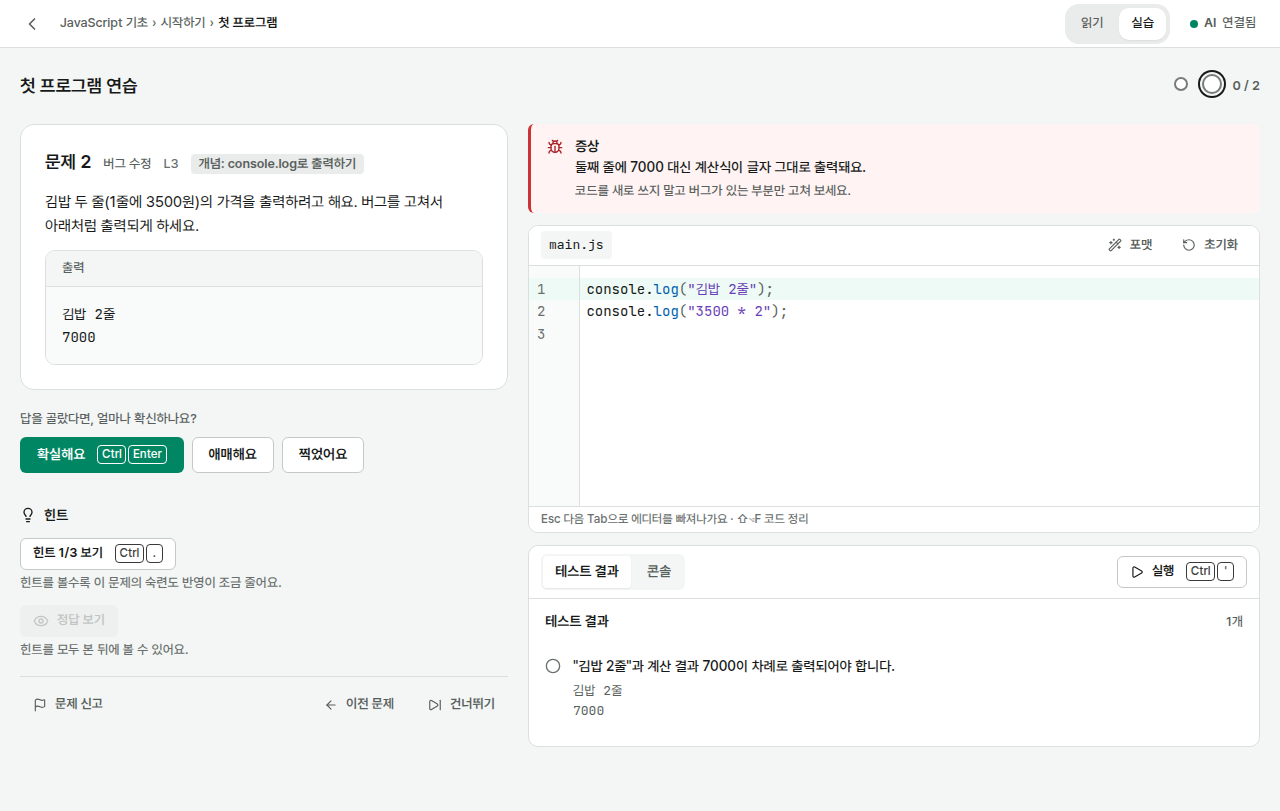 JavaScript 기초 › 시작하기 › 첫 프로그램
읽기
실습
AI 연결됨
첫 프로그램 연습
0 / 2
문제 2 버그 수정 L3 개념: console.log로 출력하기
김밥 두 줄(1줄에 3500원)의 가격을 출력하려고 해요. 버그를 고쳐서
아래처럼 출력되게 하세요.
출력
김밥 2줄
7000
답을 골랐다면, 얼마나 확신하나요?
확실해요 Ctrl Enter
애매해요
찍었어요
힌트
힌트 1/3 보기 Ctrl .
힌트를 볼수록 이 문제의 숙련도 반영이 조금 줄어요.
정답 보기
힌트를 모두 본 뒤에 볼 수 있어요.
문제 신고
이전 문제
건너뛰기
증상
둘째 줄에 7000 대신 계산식이 글자 그대로 출력돼요.
코드를 새로 쓰지 말고 버그가 있는 부분만 고쳐 보세요.
main.js
포맷
초기화
1 console.log("김밥 2줄");
2 console.log("3500 * 2");
3
Esc 다음 Tab으로 에디터를 빠져나가요 · ⇧⌥F 코드 정리
테스트 결과
콘솔
실행 Ctrl '
테스트 결과
1개
"김밥 2줄"과 계산 결과 7000이 차례로 출력되어야 합니다.
김밥 2줄
7000